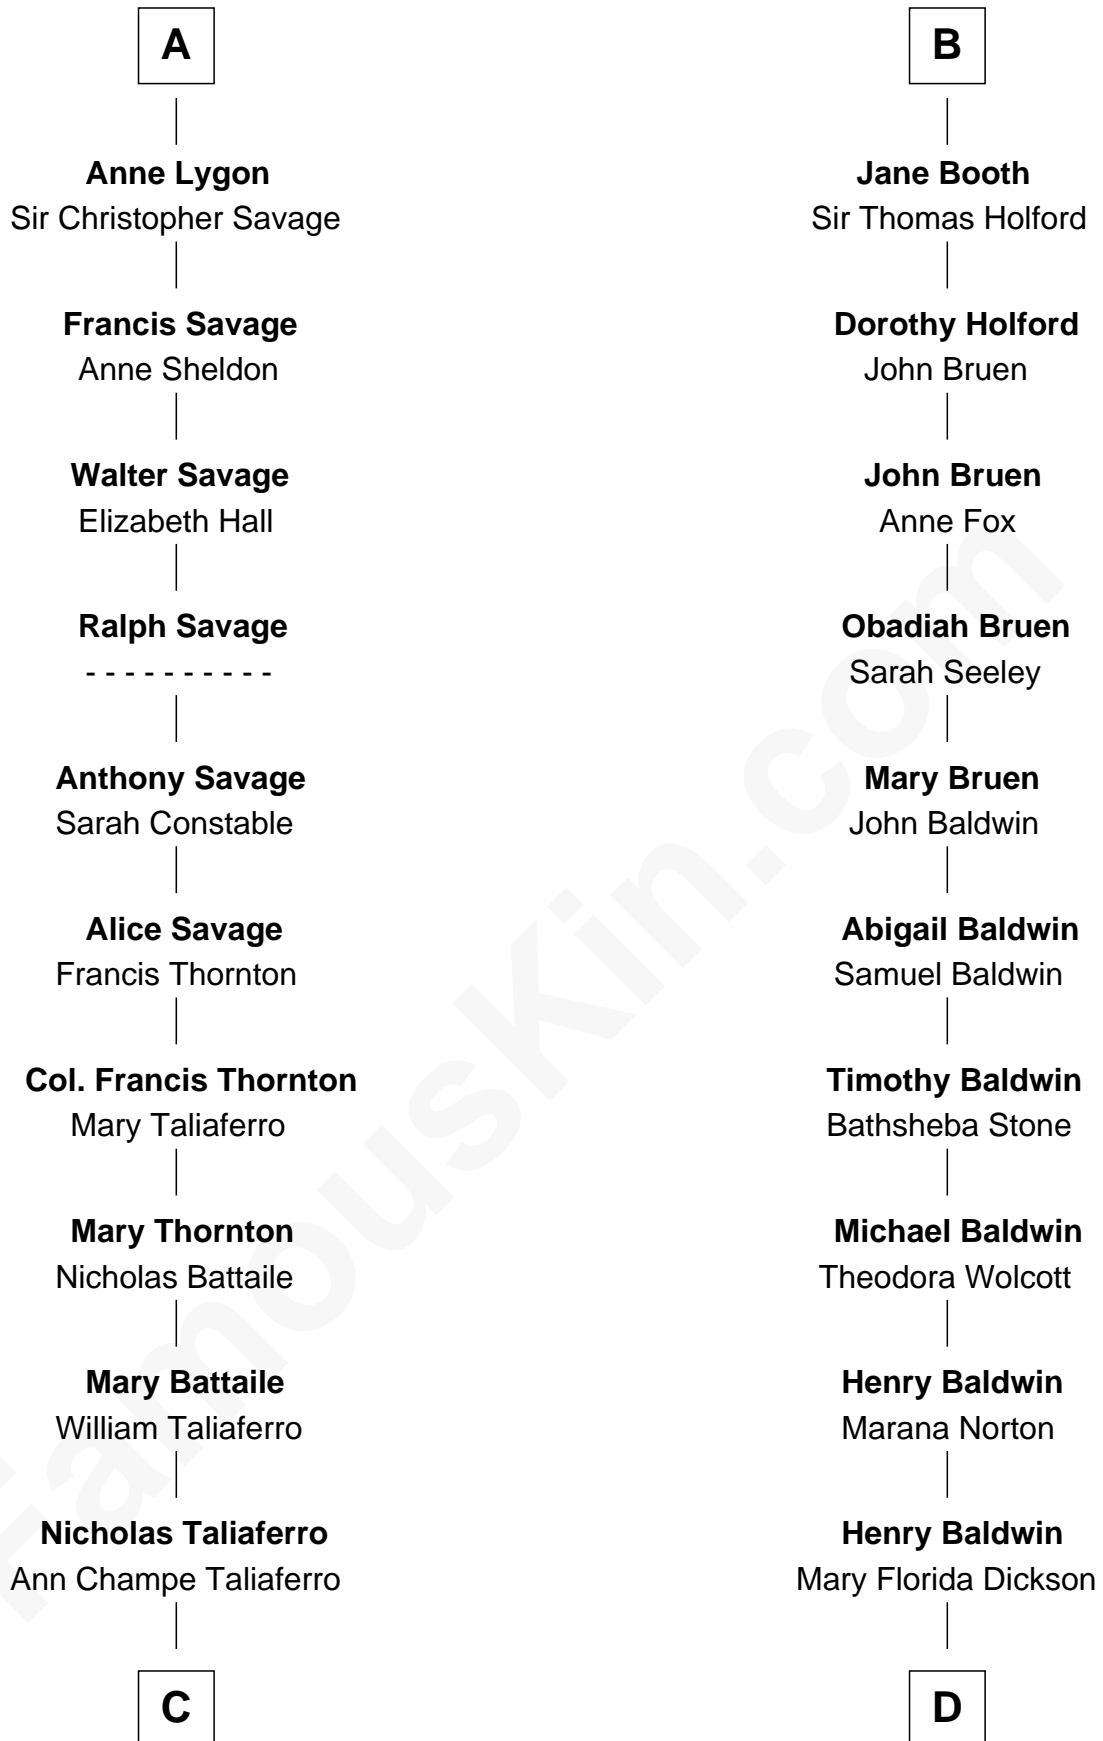 A
Anne Lygon
Sir Christopher Savage
Francis Savage
Anne Sheldon
Walter Savage
Elizabeth Hall
Ralph Savage
- - - - - - - - - -
Anthony Savage
Sarah Constable
Alice Savage
Francis Thornton
Col. Francis Thornton
Mary Taliaferro
Mary Thornton
Nicholas Battaile
Mary Battaile
William Taliaferro
Nicholas Taliaferro
Ann Champe Taliaferro
C
B
Jane Booth
Sir Thomas Holford
Dorothy Holford
John Bruen
John Bruen
Anne Fox
Obadiah Bruen
Sarah Seeley
Mary Bruen
John Baldwin
Abigail Baldwin
Samuel Baldwin
Timothy Baldwin
Bathsheba Stone
Michael Baldwin
Theodora Wolcott
Henry Baldwin
Marana Norton
Henry Baldwin
Mary Florida Dickson
D
FamousKin.com